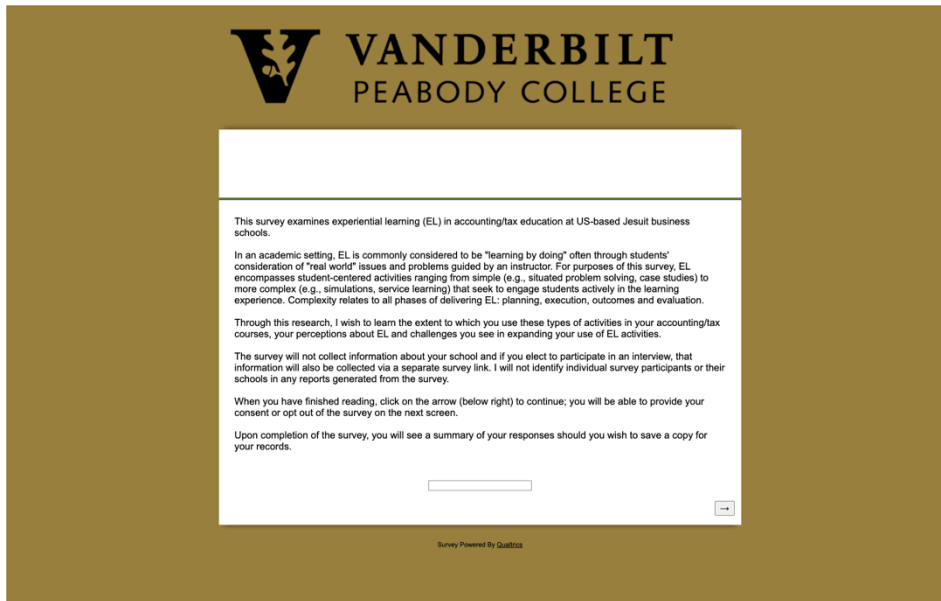 VANDERBILT
PEABODY COLLEGE
This survey examines experiential learning (EL) in accounting/tax education at US-based Jesuit business
schools.
In an academic setting, EL is commonly considered to be "learning by doing" often through students'
consideration of "real world" issues and problems guided by an instructor. For purposes of this survey, EL
encompasses student-centered activities ranging from simple (e.g., situated problem solving, case studies) to
more complex (e.g., simulations, service learning) that seek to engage students actively in the learning
experience. Complexity relates to all phases of delivering EL: planning, execution, outcomes and evaluation.
Through this research, I wish to learn the extent to which you use these types of activities in your accounting/tax
courses, your perceptions about EL and challenges you see in expanding your use of EL activities.
The survey will not collect information about your school and if you elect to participate in an interview, that
information will also be collected via a separate survey link. I will not identify individual survey participants or their
schools in any reports generated from the survey.
When you have finished reading, click on the arrow (below right) to continue; you will be able to provide your
consent or opt out of the survey on the next screen.
Upon completion of the survey, you will see a summary of your responses should you wish to save a copy for
your records.
→
Survey Powered By Qualtrics